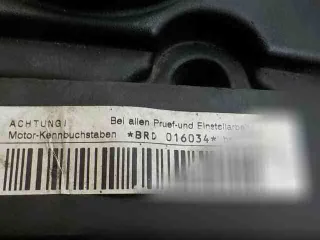 ACHTUNG! Bei allen Pruef-und Einstellarbe
Motor-Kennbuchstaben *BRD 016034*